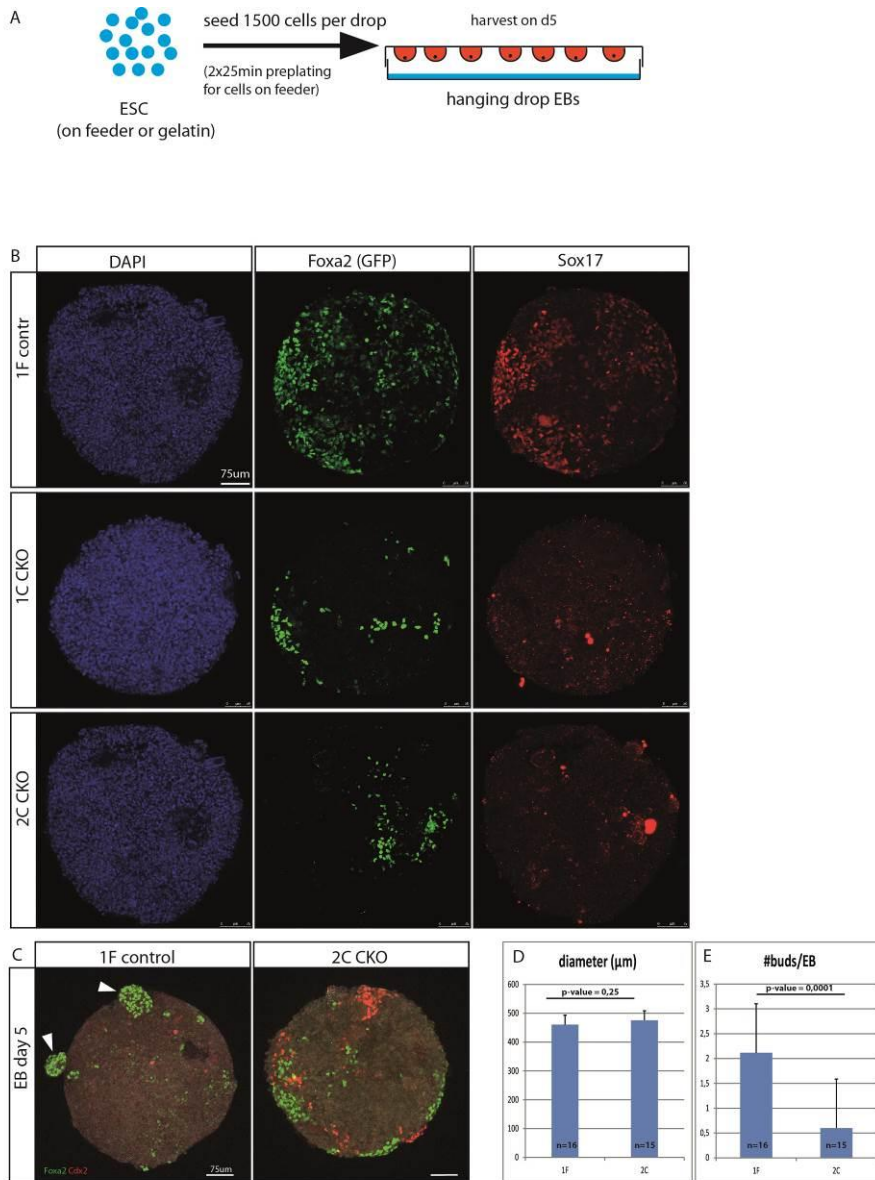 A
seed 1500 cells per drop
(2x25min preplating
for cells on feeder)
ESC
(on feeder or gelatin)
harvest on d5
hanging drop EBs
B
DAPI
Foxa2 (GFP)
Sox17
1F contr
75um
1C CKO
2C CKO
C
1F control
2C CKO
EB day 5
Foxa2 Cdx2
75um
D
diameter (µm)
p-value = 0,25
600
500
400
300
200
100
0
n=16
n=15
1F
2C
E
#buds/EB
p-value = 0,0001
3,5
3
2,5
2
1,5
1
0,5
0
n=16
n=15
1F
2C